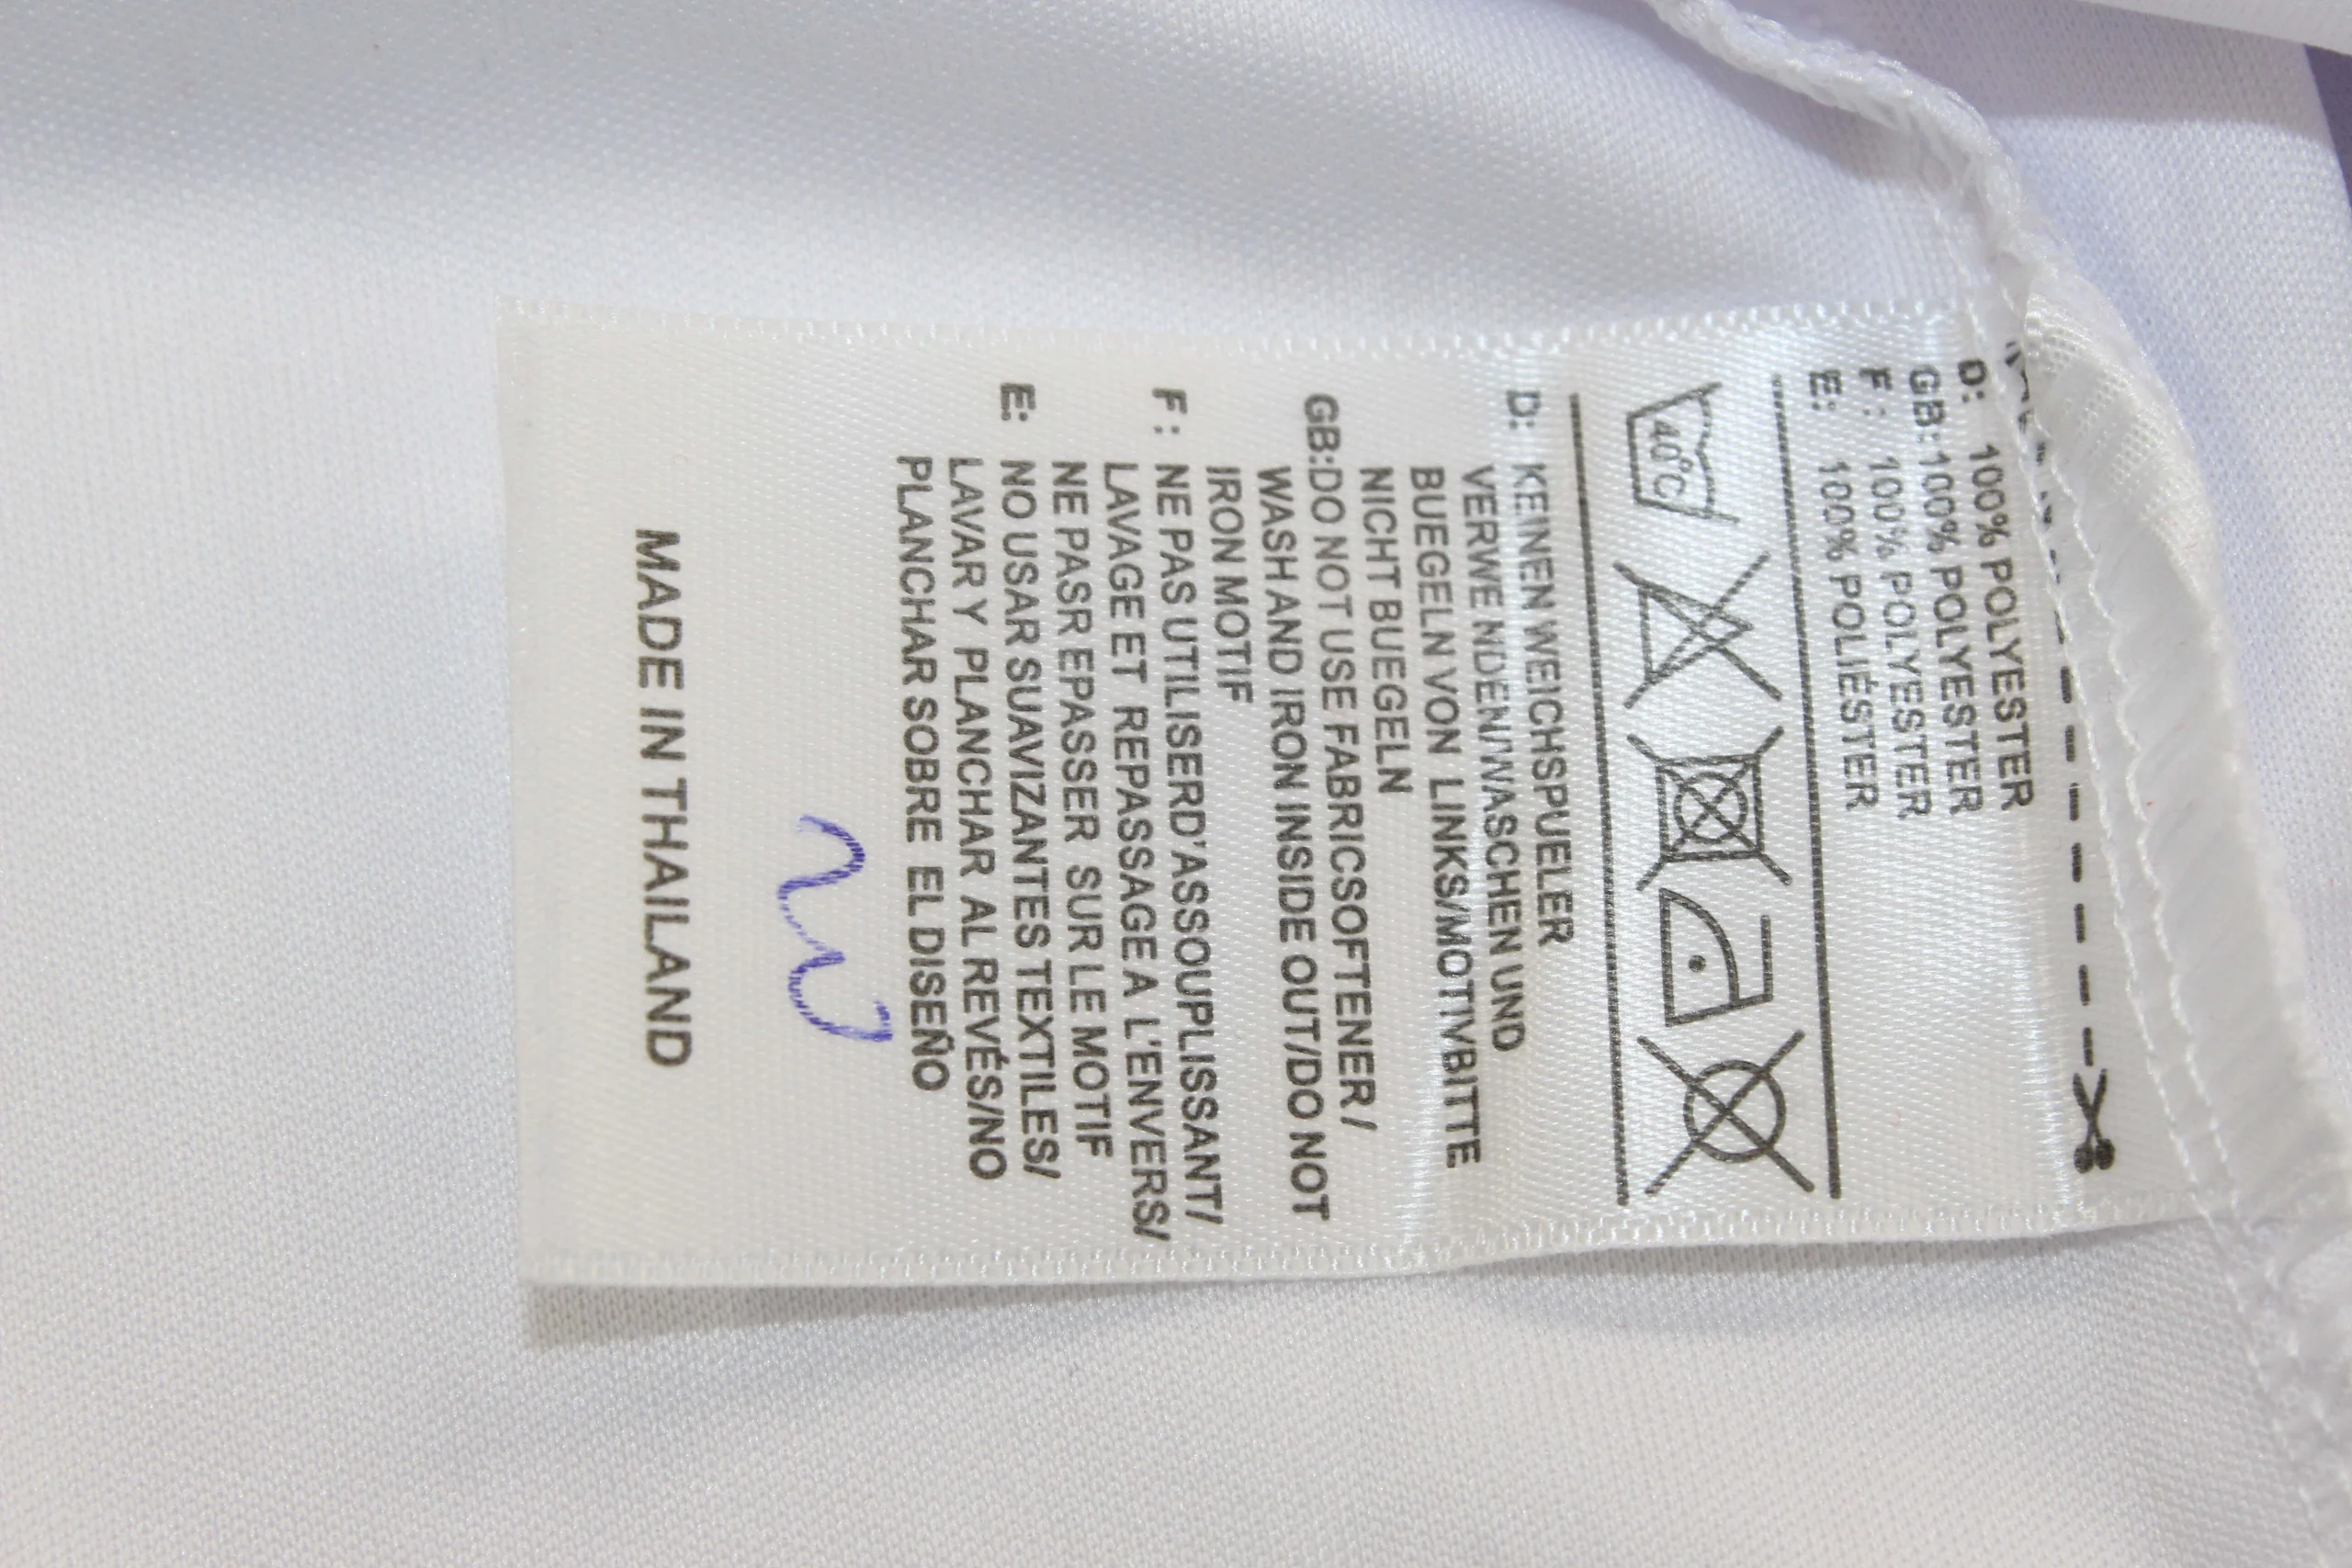 D: 100% POLYESTER
GB: 100% POLYESTER
F : 100% POLYESTER
E: 100% POLIÉSTER
40°C
D: KEINEN WEICHSPUELER
VERWE NDEN/WASCHEN UND
BUEGELN VON LINKS/MOTIVBITTE
NICHT BUEGELN
GB:DO NOT USE FABRICSOFTENER/
WASH AND IRON INSIDE OUT/DO NOT
IRON MOTIF
F : NE PAS UTILISERD'ASSOUPLISSANT/
LAVAGE ET REPASSAGE A L'ENVERS/
NE PASR EPASSER SUR LE MOTIF
E: NO USAR SUAVIZANTES TEXTILES/
LAVAR Y PLANCHAR AL REVÉS/NO
PLANCHAR SOBRE EL DISEÑO
MADE IN THAILAND